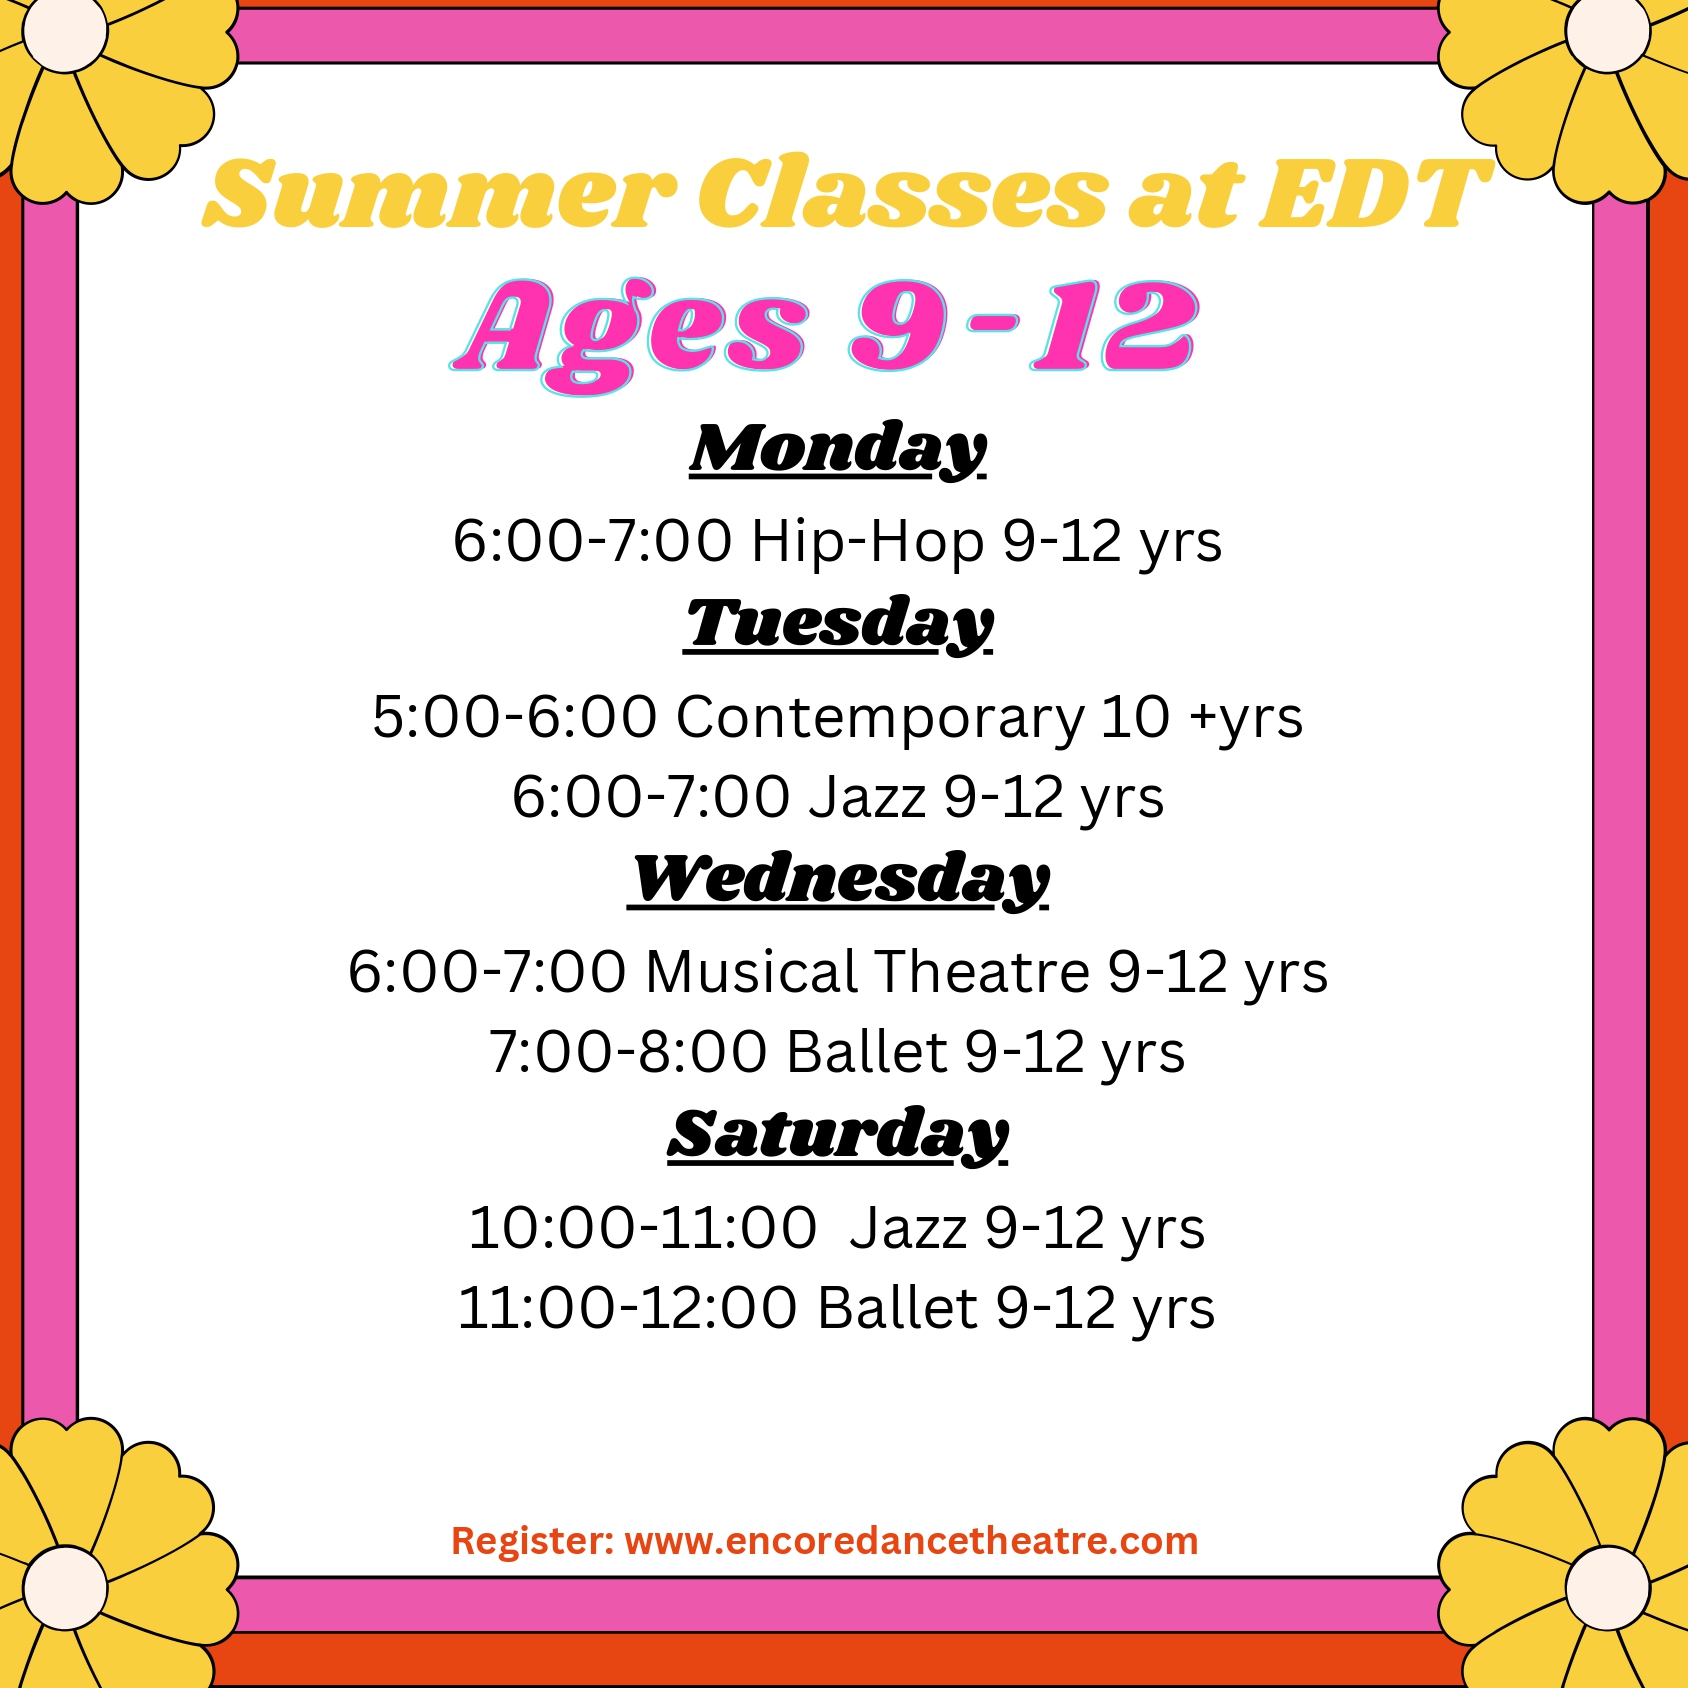 Summer Classes at EDT
Ages 9-12
Monday
6:00-7:00 Hip-Hop 9-12 yrs
Tuesday
5:00-6:00 Contemporary 10 +yrs
6:00-7:00 Jazz 9-12 yrs
Wednesday
6:00-7:00 Musical Theatre 9-12 yrs
7:00-8:00 Ballet 9-12 yrs
Saturday
10:00-11:00  Jazz 9-12 yrs
11:00-12:00 Ballet 9-12 yrs
Register: www.encoredancetheatre.com